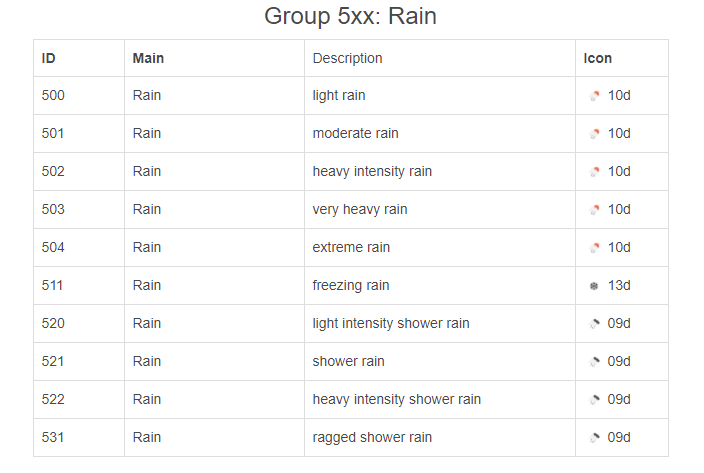 Group 5xx: Rain
ID Main Description Icon
500 Rain light rain 10d
501 Rain moderate rain 10d
502 Rain heavy intensity rain 10d
503 Rain very heavy rain 10d
504 Rain extreme rain 10d
511 Rain freezing rain 13d
520 Rain light intensity shower rain 09d
521 Rain shower rain 09d
522 Rain heavy intensity shower rain 09d
531 Rain ragged shower rain 09d